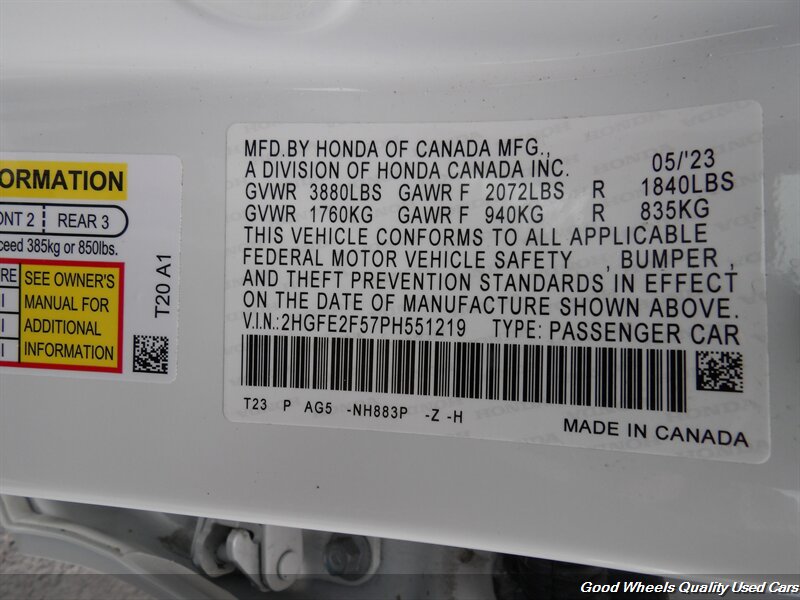 ORMATION
ONT 2 REAR 3
ceed 385kg or 850lbs.
RE SEE OWNER'S
MANUAL FOR
ADDITIONAL
INFORMATION
T20 A1
MFD.BY HONDA OF CANADA MFG.,
A DIVISION OF HONDA CANADA INC. 05/'23
GVWR 3880LBS GAWR F 2072LBS R 1840LBS
GVWR 1760KG GAWR F 940KG R 835KG
THIS VEHICLE CONFORMS TO ALL APPLICABLE
FEDERAL MOTOR VEHICLE SAFETY , BUMPER ,
AND THEFT PREVENTION STANDARDS IN EFFECT
ON THE DATE OF MANUFACTURE SHOWN ABOVE.
V.I.N.:2HGFE2F57PH551219 TYPE: PASSENGER CAR
T23 P AG5 -NH883P -Z -H
MADE IN CANADA
Good Wheels Quality Used Cars